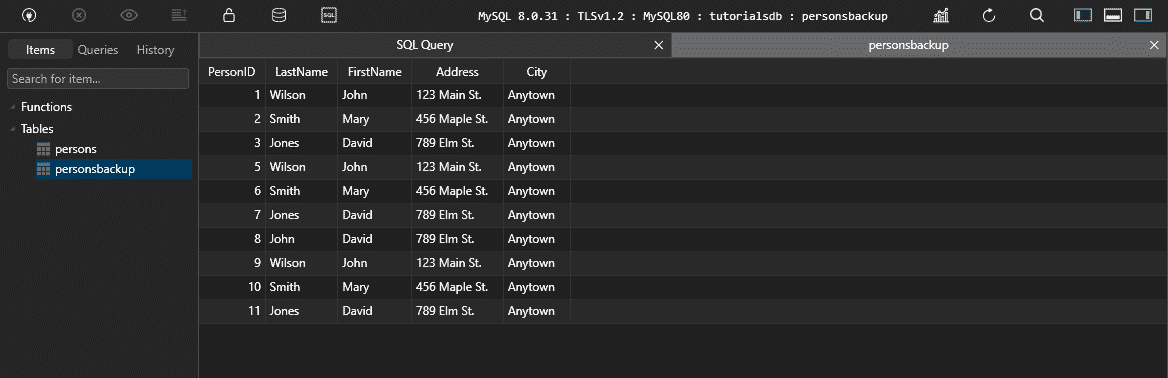 SQL
MySQL 8.0.31 : TLSv1.2 : MySQL80 : tutorialsdb : personsbackup
Items Queries History
SQL Query
personsbackup
Search for item...
Functions
Tables
persons
personsbackup
PersonID LastName FirstName Address City
1 Wilson John 123 Main St. Anytown
2 Smith Mary 456 Maple St. Anytown
3 Jones David 789 Elm St. Anytown
5 Wilson John 123 Main St. Anytown
6 Smith Mary 456 Maple St. Anytown
7 Jones David 789 Elm St. Anytown
8 John David 789 Elm St. Anytown
9 Wilson John 123 Main St. Anytown
10 Smith Mary 456 Maple St. Anytown
11 Jones David 789 Elm St. Anytown